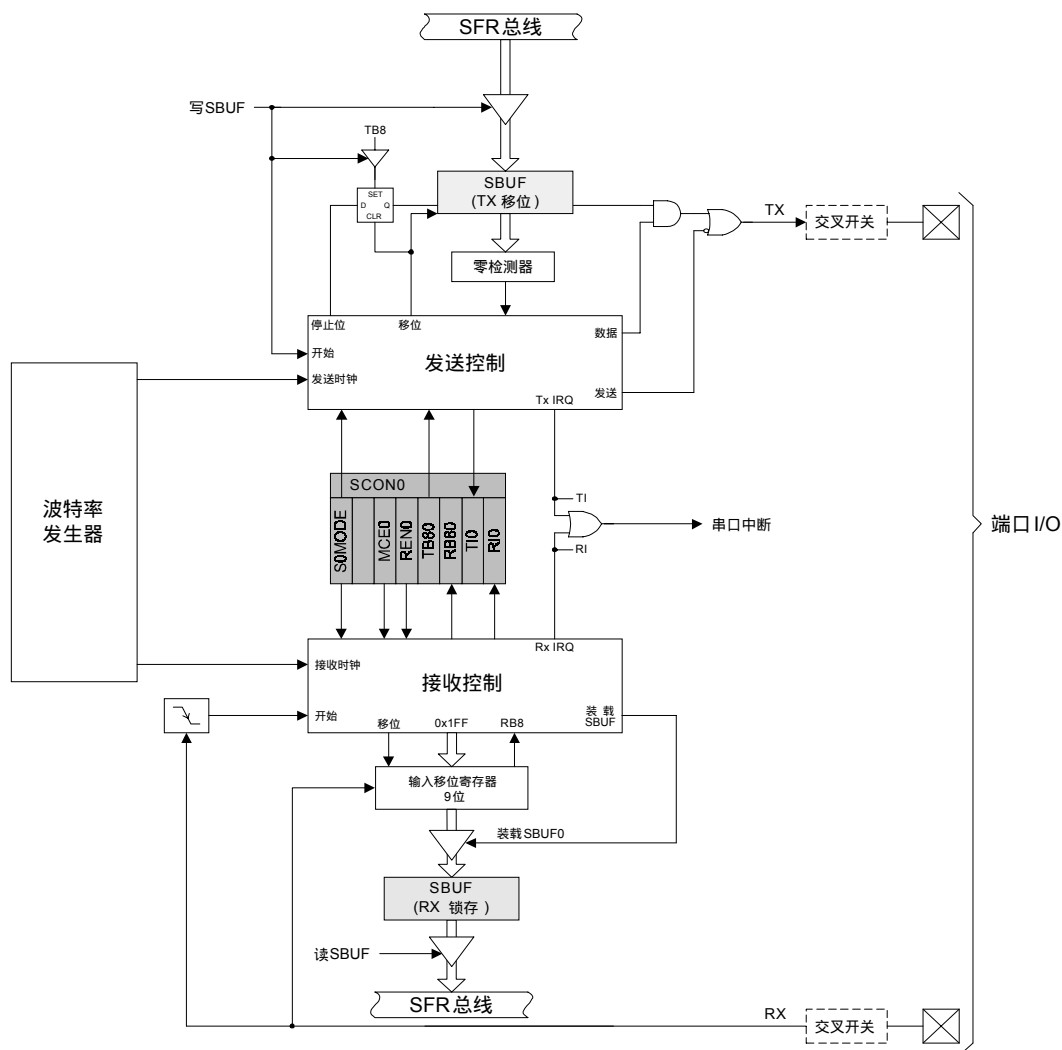 SFR总线
写SBUF
TB8
SET
D Q
CLR
SBUF
(TX 移位)
TX
交叉开关
零检测器
停止位
移位
数据
开始
发送控制
发送时钟
发送
Tx IRQ
波特率
发生器
SCON0
S0MODE
MCE0
REN0
TB80
RB80
TI0
RI0
TI
串口中断
RI
端口I/O
Rx IRQ
接收时钟
接收控制
开始
装载
SBUF
移位
0x1FF
RB8
输入移位寄存器
9位
装载SBUF0
SBUF
(RX 锁存)
读SBUF
SFR总线
RX
交叉开关